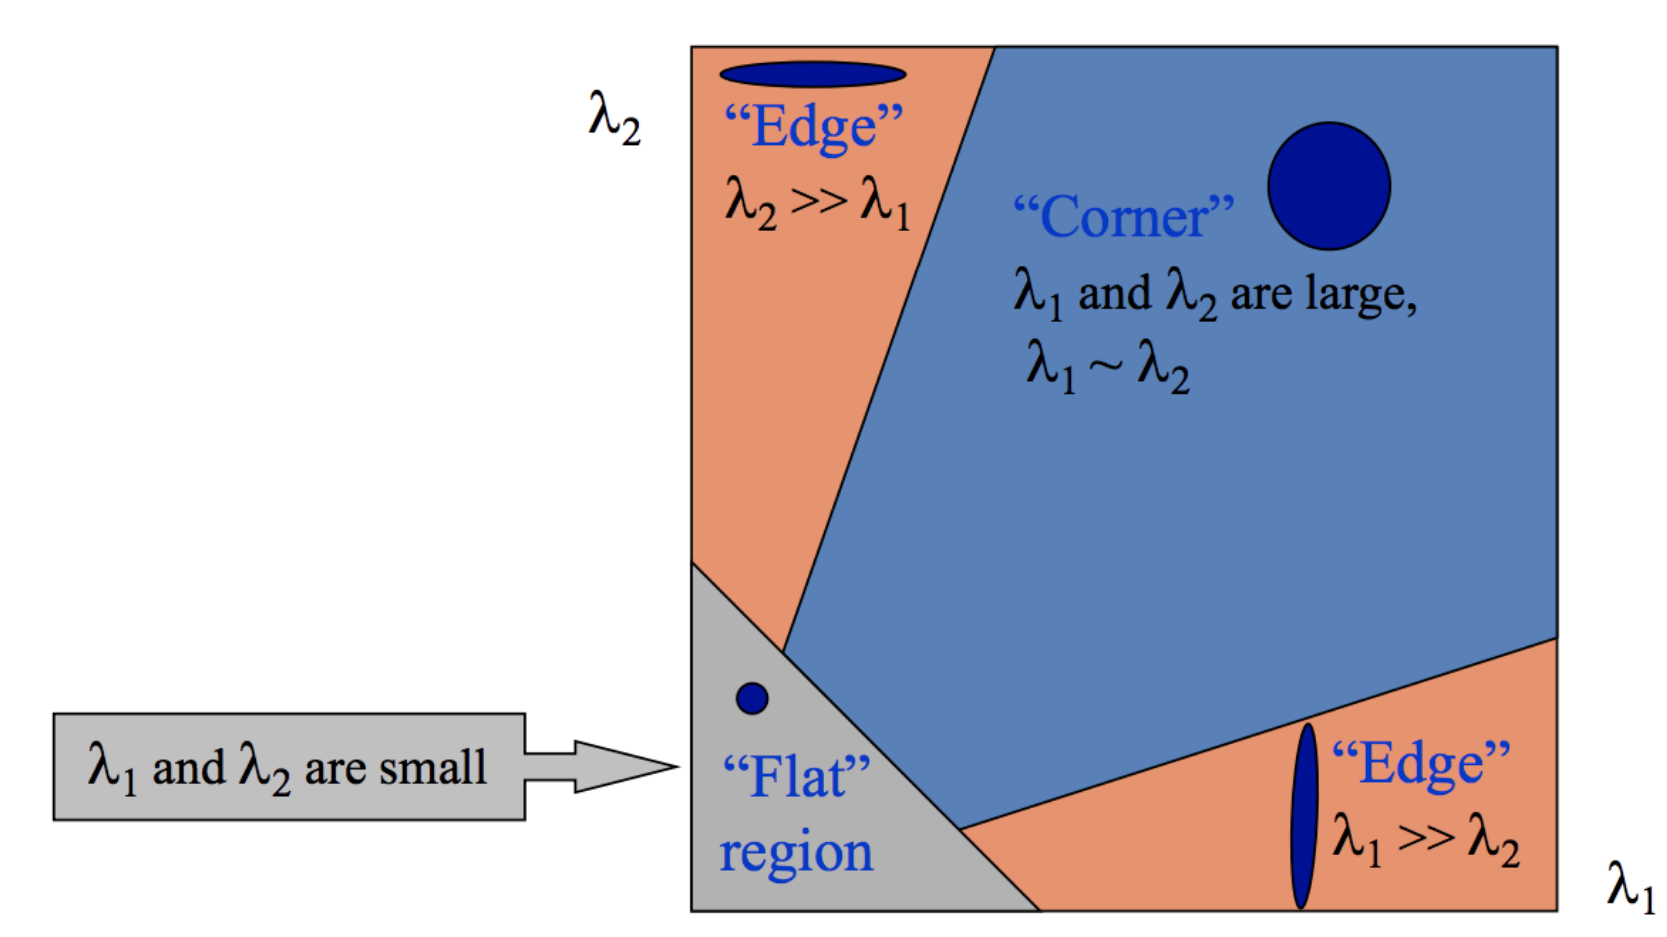 λ₂
“Edge”
λ₂ >> λ₁
“Corner”
λ₁ and λ₂ are large,
λ₁ ~ λ₂
λ₁ and λ₂ are small
“Flat”
region
“Edge”
λ₁ >> λ₂
λ₁